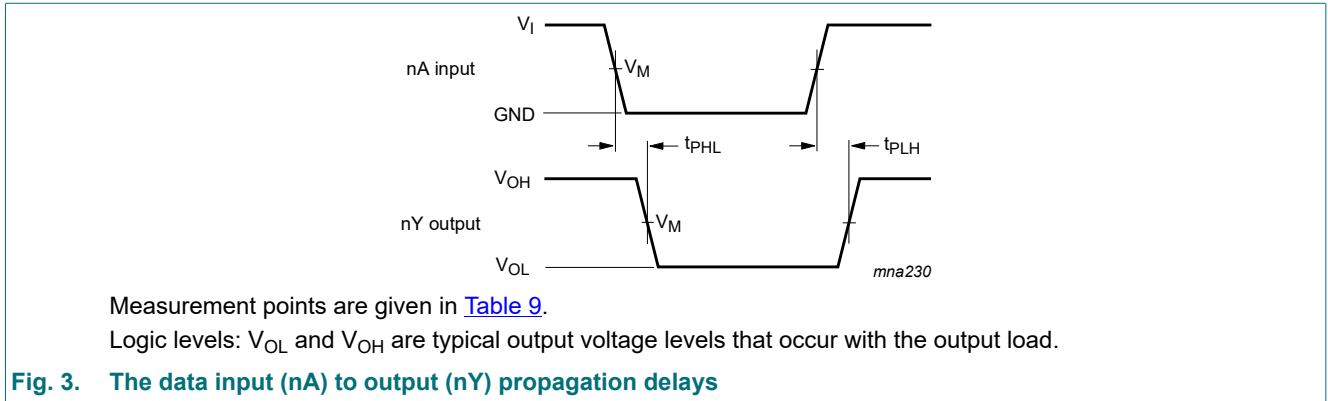 V_I
nA input
V_M
GND
t_PHL
t_PLH
V_OH
nY output
V_M
V_OL
mna230
Measurement points are given in Table 9.
Logic levels: V_OL and V_OH are typical output voltage levels that occur with the output load.
Fig. 3. The data input (nA) to output (nY) propagation delays